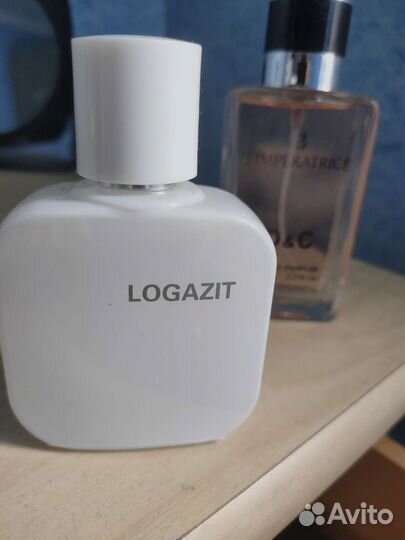 LOGAZIT
3
L'IMPERATRICE
D&C
Avito